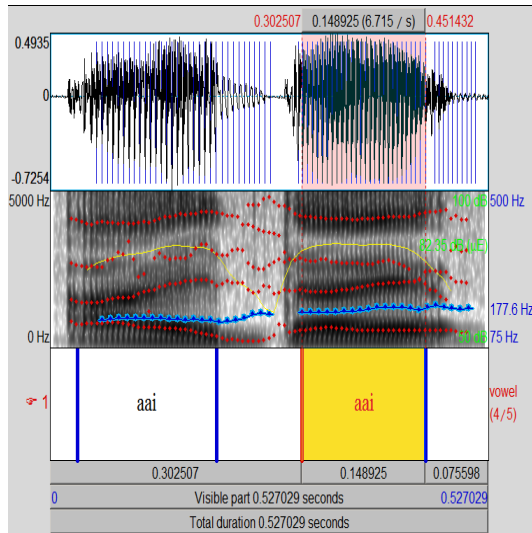 0.302507 0.148925 (6.715 / s) 0.451432
0.4935
0
-0.7254
5000 Hz 500 Hz
177.6 Hz
0 Hz 75 Hz
1 aai aai vowel
(4/5)
0.302507 0.148925 0.075598
0 Visible part 0.527029 seconds 0.527029
Total duration 0.527029 seconds